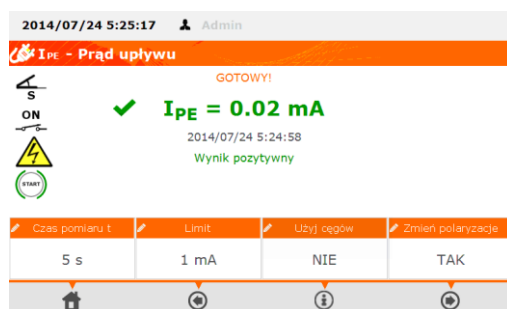 2014/07/24 5:25:17 Admin
IPE - Prąd upływu
GOTOWY!
S
IPE = 0.02 mA
ON
2014/07/24 5:24:58
Wynik pozytywny
START
Czas pomiaru t Limit Użyj cęgów Zmień polaryzacje
5 s 1 mA NIE TAK